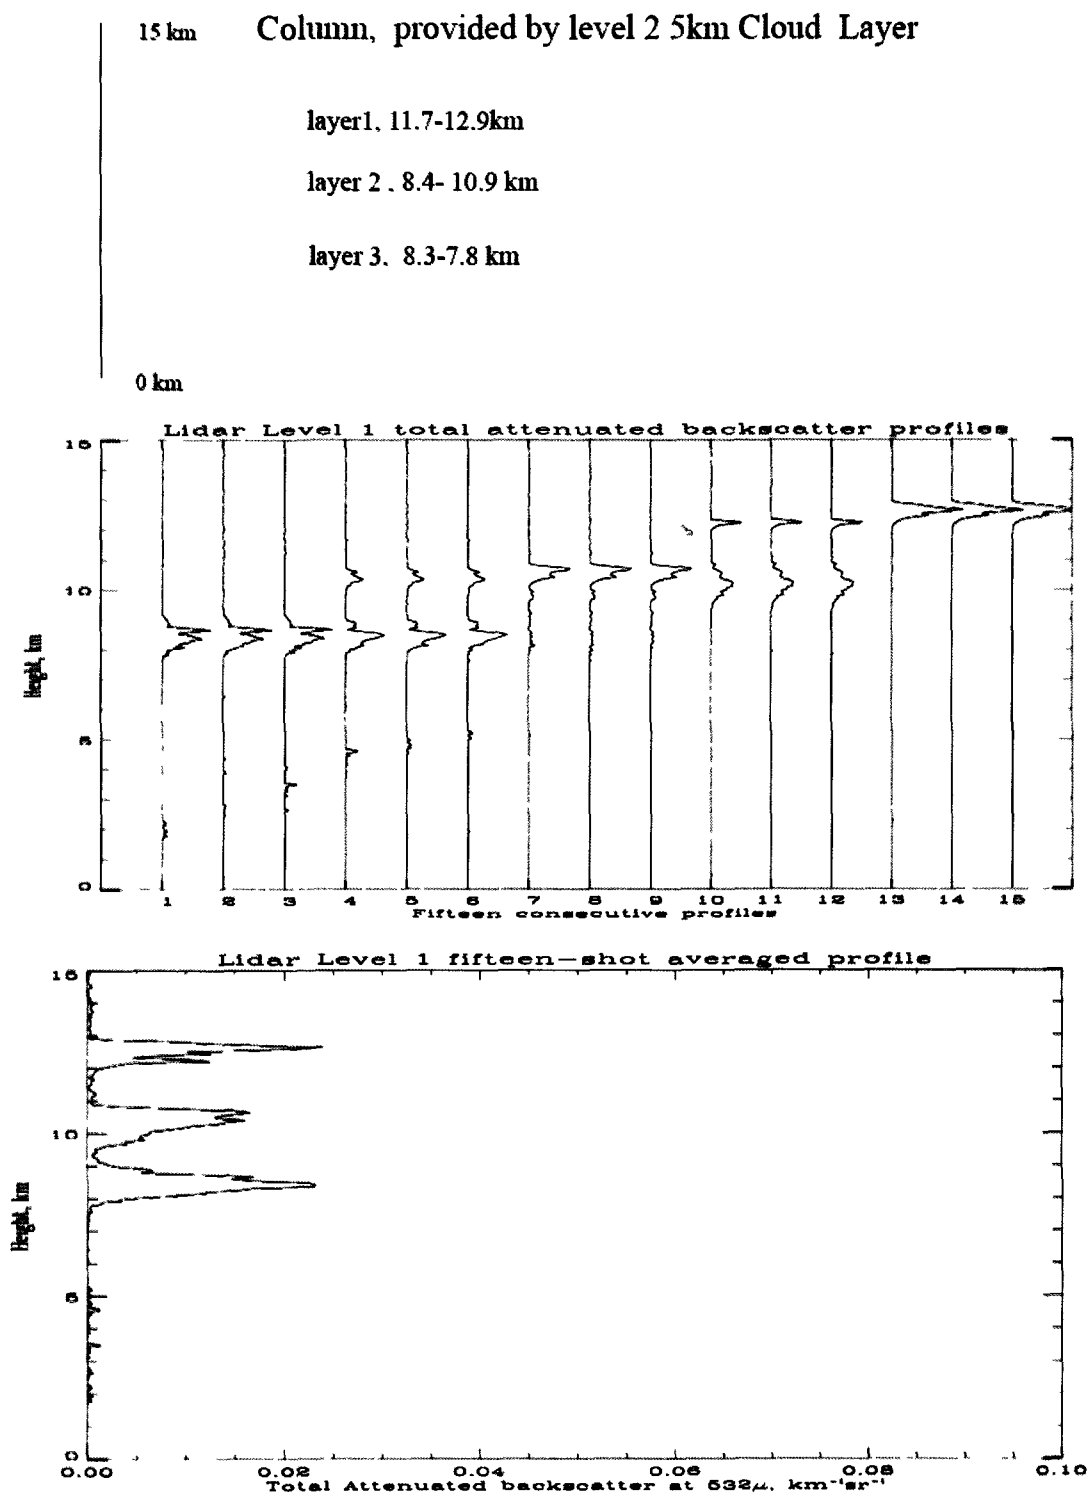 15 km Column, provided by level 2 5km Cloud Layer
layer1, 11.7-12.9km
layer 2 , 8.4- 10.9 km
layer 3, 8.3-7.8 km
0 km
Lidar Level 1 total attenuated backscatter profiles
15
10
5
0
Height, km
1 2 3 4 5 6 7 8 9 10 11 12 13 14 15
Fifteen consecutive profiles
Lidar Level 1 fifteen-shot averaged profile
15
10
5
0
Height, km
0.00 0.02 0.04 0.06 0.08 0.10
Total Attenuated backscatter at 532μ, km⁻¹sr⁻¹